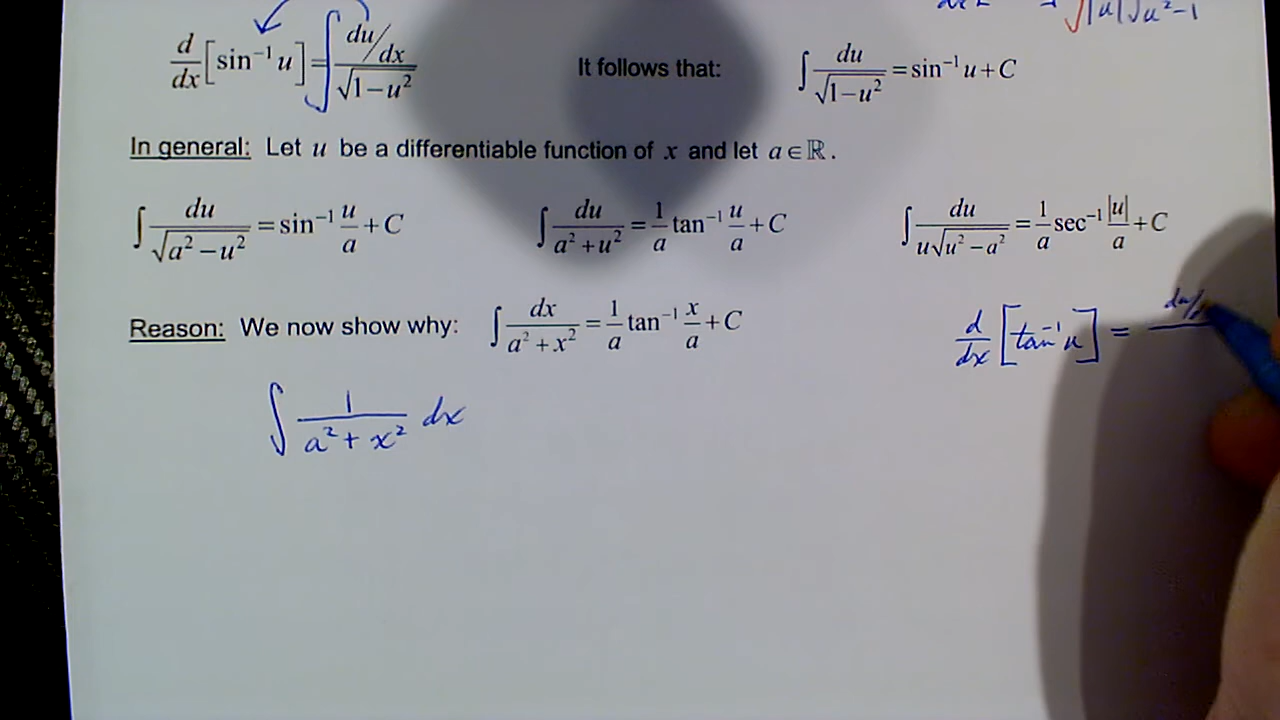 |u|√u²−1
d/dx [sin⁻¹ u] = ∫ du/dx / √1−u² It follows that: ∫ du/√1−u² = sin⁻¹ u + C
In general: Let u be a differentiable function of x and let a ∈ ℝ.
∫ du/√a²−u² = sin⁻¹ u/a + C ∫ du/a²+u² = 1/a tan⁻¹ u/a + C ∫ du/u√u²−a² = 1/a sec⁻¹ |u|/a + C
Reason: We now show why: ∫ dx/a²+x² = 1/a tan⁻¹ x/a + C
d/dx [tan⁻¹ u] = du/
∫ 1/a²+x² dx